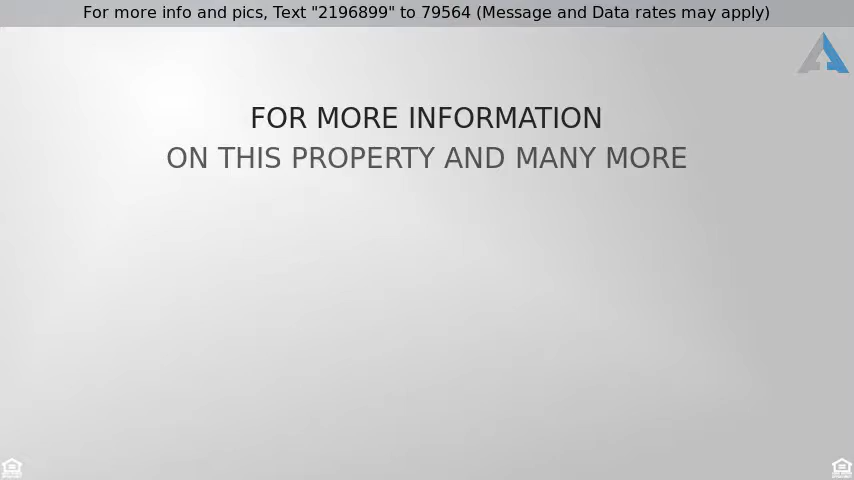 For more info and pics, Text "2196899" to 79564 (Message and Data rates may apply)
FOR MORE INFORMATION
ON THIS PROPERTY AND MANY MORE